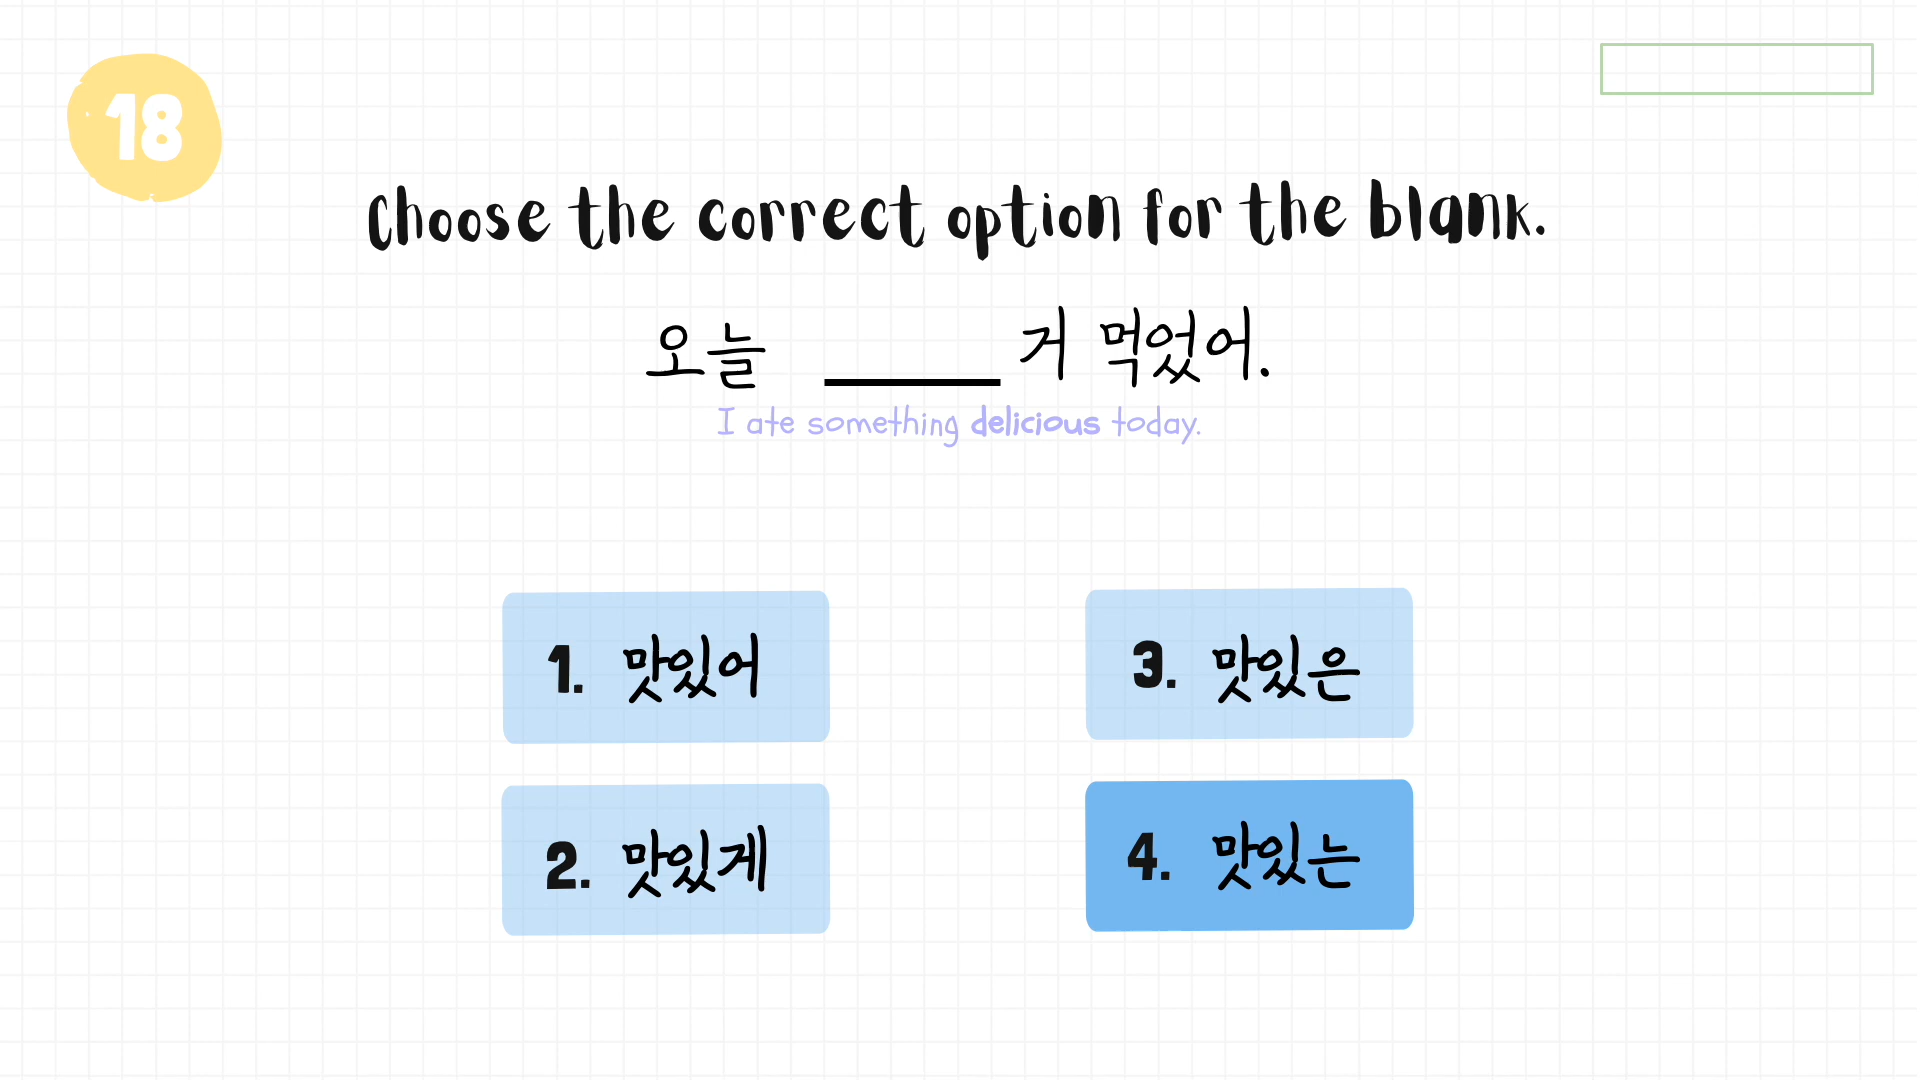 18
Choose the correct option for the blank.
오늘 _____ 거 먹었어.
I ate something delicious today.
1. 맛있어
2. 맛있게
3. 맛있은
4. 맛있는